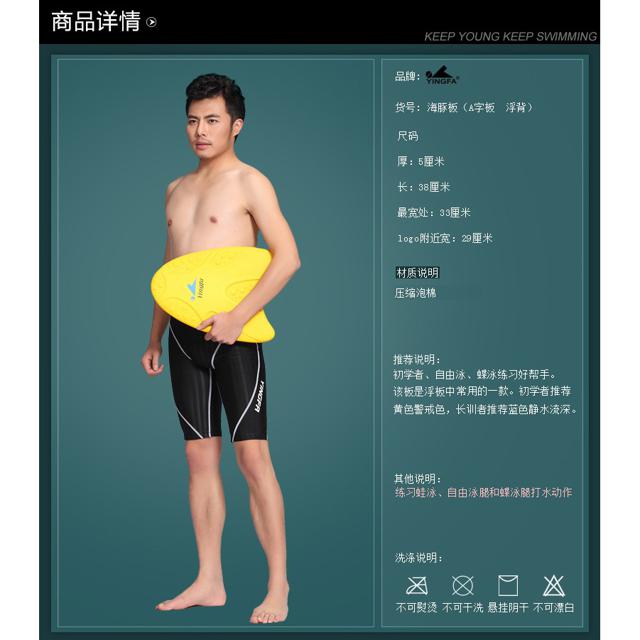 商品详情
KEEP YOUNG KEEP SWIMMING
品牌: YINGFA
货号: 海豚板（A字板 浮背）
尺码
厚: 5厘米
长: 38厘米
最宽处: 33厘米
logo附近宽: 29厘米
材质说明
压缩泡棉
推荐说明:
初学者、自由泳、蝶泳练习好帮手。
该板是浮板中常用的一款。初学者推荐
黄色警戒色，长训者推荐蓝色静水流深。
其他说明:
练习蛙泳、自由泳腿和蝶泳腿打水动作
洗涤说明:
不可熨烫 不可干洗 悬挂阴干 不可漂白
Yingfa
YINGFA